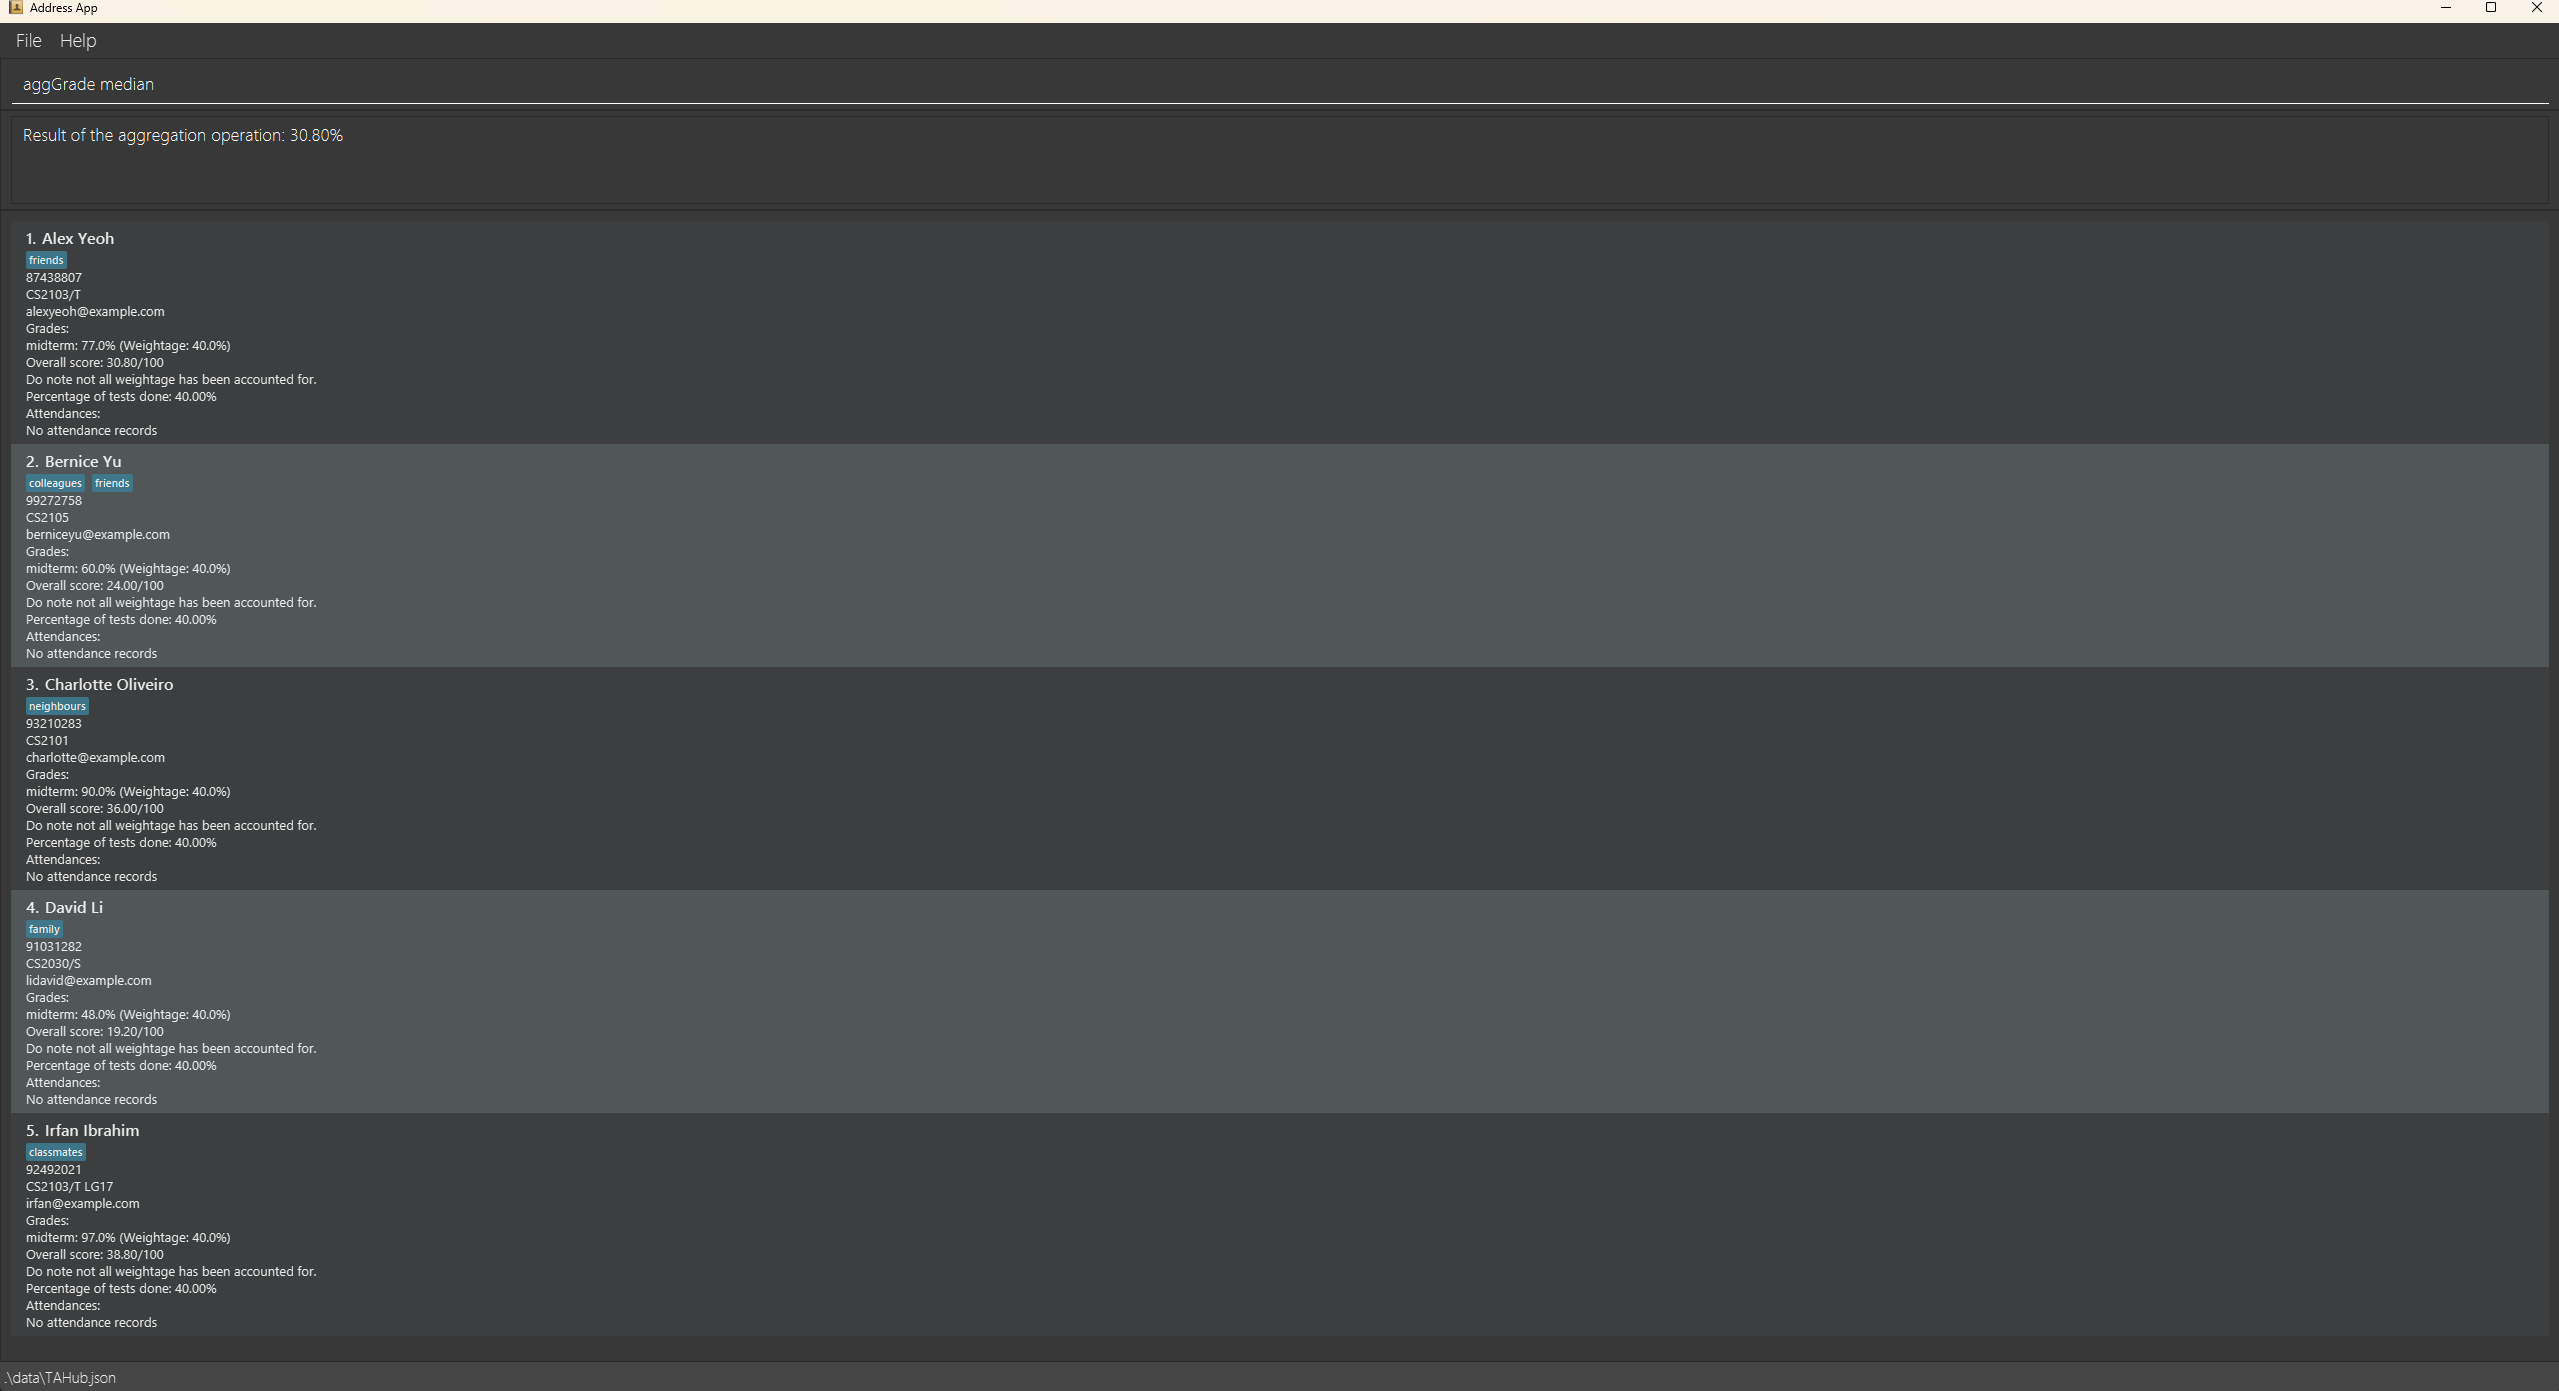 Address App
File Help
aggGrade median
Result of the aggregation operation: 30.80%
1. Alex Yeoh
friends
87438807
CS2103/T
alexyeoh@example.com
Grades:
midterm: 77.0% (Weightage: 40.0%)
Overall score: 30.80/100
Do note not all weightage has been accounted for.
Percentage of tests done: 40.00%
Attendances:
No attendance records
2. Bernice Yu
colleagues friends
99272758
CS2105
berniceyu@example.com
Grades:
midterm: 60.0% (Weightage: 40.0%)
Overall score: 24.00/100
Do note not all weightage has been accounted for.
Percentage of tests done: 40.00%
Attendances:
No attendance records
3. Charlotte Oliveiro
neighbours
93210283
CS2101
charlotte@example.com
Grades:
midterm: 90.0% (Weightage: 40.0%)
Overall score: 36.00/100
Do note not all weightage has been accounted for.
Percentage of tests done: 40.00%
Attendances:
No attendance records
4. David Li
family
91031282
CS2030/S
lidavid@example.com
Grades:
midterm: 48.0% (Weightage: 40.0%)
Overall score: 19.20/100
Do note not all weightage has been accounted for.
Percentage of tests done: 40.00%
Attendances:
No attendance records
5. Irfan Ibrahim
classmates
92492021
CS2103/T LG17
irfan@example.com
Grades:
midterm: 97.0% (Weightage: 40.0%)
Overall score: 38.80/100
Do note not all weightage has been accounted for.
Percentage of tests done: 40.00%
Attendances:
No attendance records
.\data\TAHub.json